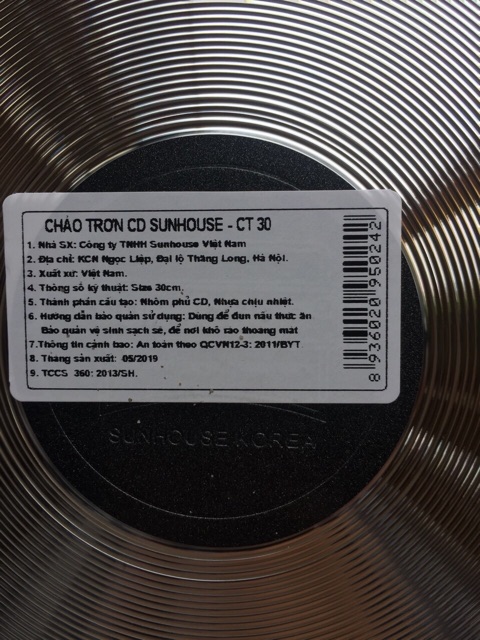 CHẢO TRƠN CD SUNHOUSE - CT 30
1. Nhà SX: Công ty TNHH Sunhouse Việt Nam
2. Địa chỉ: KCN Ngọc Liệp, Đại lộ Thăng Long, Hà Nội.
3. Xuất xứ: Việt Nam.
4. Thông số kỹ thuật: Size 30cm.
5. Thành phần cấu tạo: Nhôm phủ CD, Nhựa chịu nhiệt.
6. Hướng dẫn bảo quản sử dụng: Dùng để đun nấu thức ăn
Bảo quản vệ sinh sạch sẽ, để nơi khô sáo thoáng mát
7.Thông tin cảnh báo: An toàn theo QCVN12-3: 2011/BYT
8. Tháng sản xuất: 05/2019
9. TCCS 360: 2013/SH.
8 936020 950242
SUNHOUSE KOREA